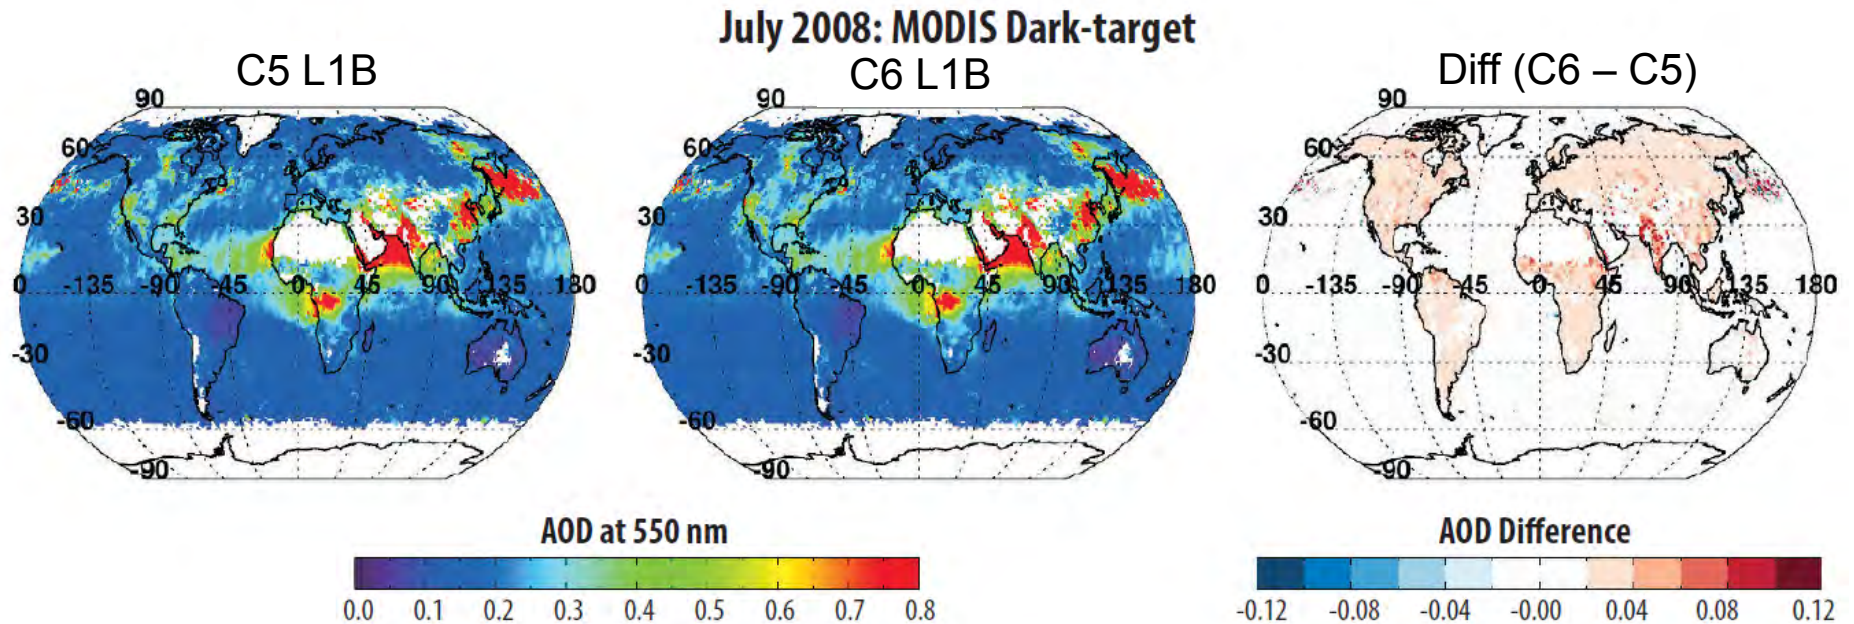 July 2008: MODIS Dark-target
C5 L1B
C6 L1B
Diff (C6 – C5)
90
60
30
0 -135 -90 -45 0 45 90 135 180
-30
-60
-90
90
60
30
0 -135 -90 -45 0 45 90 135 180
-30
-60
-90
90
60
30
0 -135 -90 -45 0 45 90 135 180
-30
-60
-90
AOD at 550 nm
0.0 0.1 0.2 0.3 0.4 0.5 0.6 0.7 0.8
AOD Difference
-0.12 -0.08 -0.04 -0.00 0.04 0.08 0.12